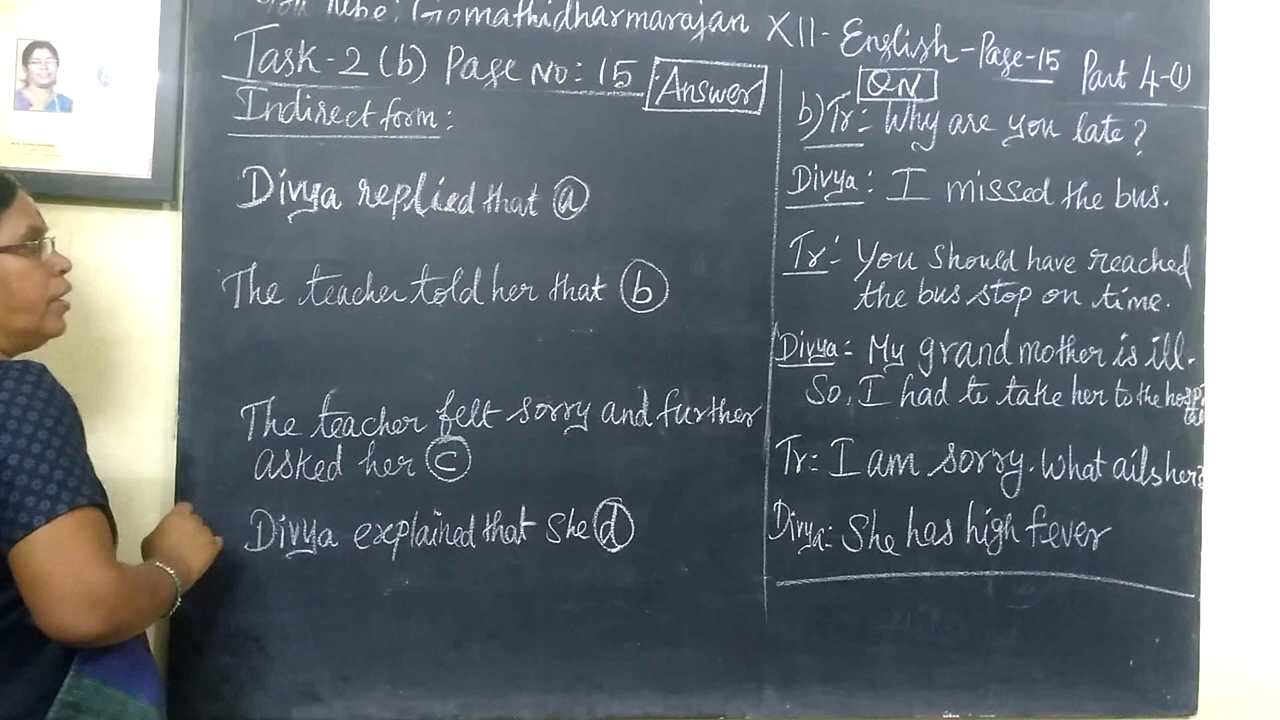 You tube: Gomathidharmarajan XII - English - Page-15 Part 4-(1)
Task-2 (b) Page No: 15 Answer
Indirect form:
Divya replied that (a)
The teacher told her that (b)
The teacher felt sorry and further
asked her (c)
Divya explained that she (d)
QN
b) Tr: Why are you late?
Divya: I missed the bus.
Tr: You should have reached
the bus stop on time.
Divya: My grandmother is ill.
So, I had to take her to the hospital
Tr: I am sorry. What ails her?
Divya: She has high fever